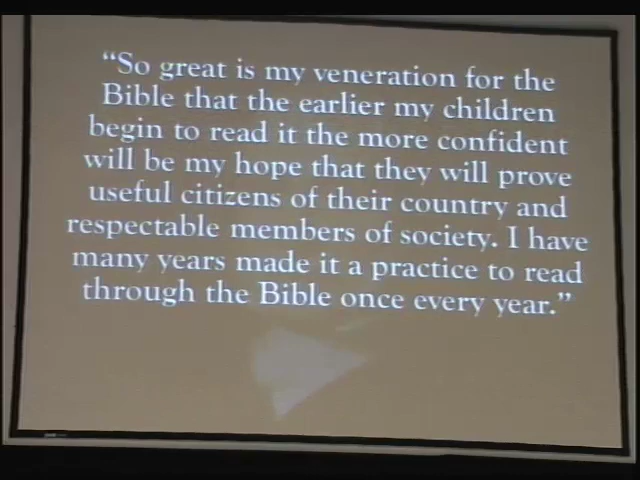 “So great is my veneration for the
Bible that the earlier my children
begin to read it the more confident
will be my hope that they will prove
useful citizens of their country and
respectable members of society. I have
many years made it a practice to read
through the Bible once every year.”